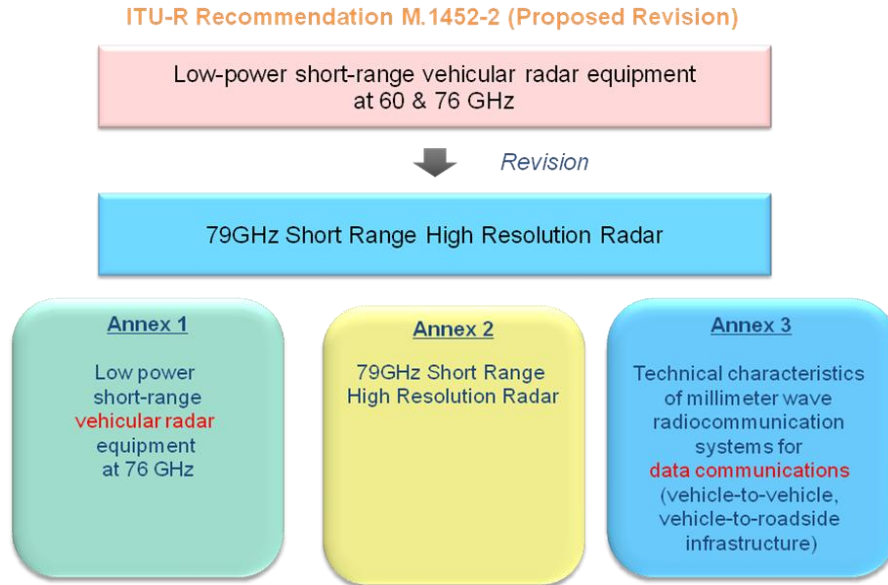 ITU-R Recommendation M.1452-2 (Proposed Revision)
Low-power short-range vehicular radar equipment
at 60 & 76 GHz
Revision
79GHz Short Range High Resolution Radar
Annex 1
Low power
short-range
vehicular radar
equipment
at 76 GHz
Annex 2
79GHz Short Range
High Resolution Radar
Annex 3
Technical characteristics
of millimeter wave
radiocommunication
systems for
data communications
(vehicle-to-vehicle,
vehicle-to-roadside
infrastructure)